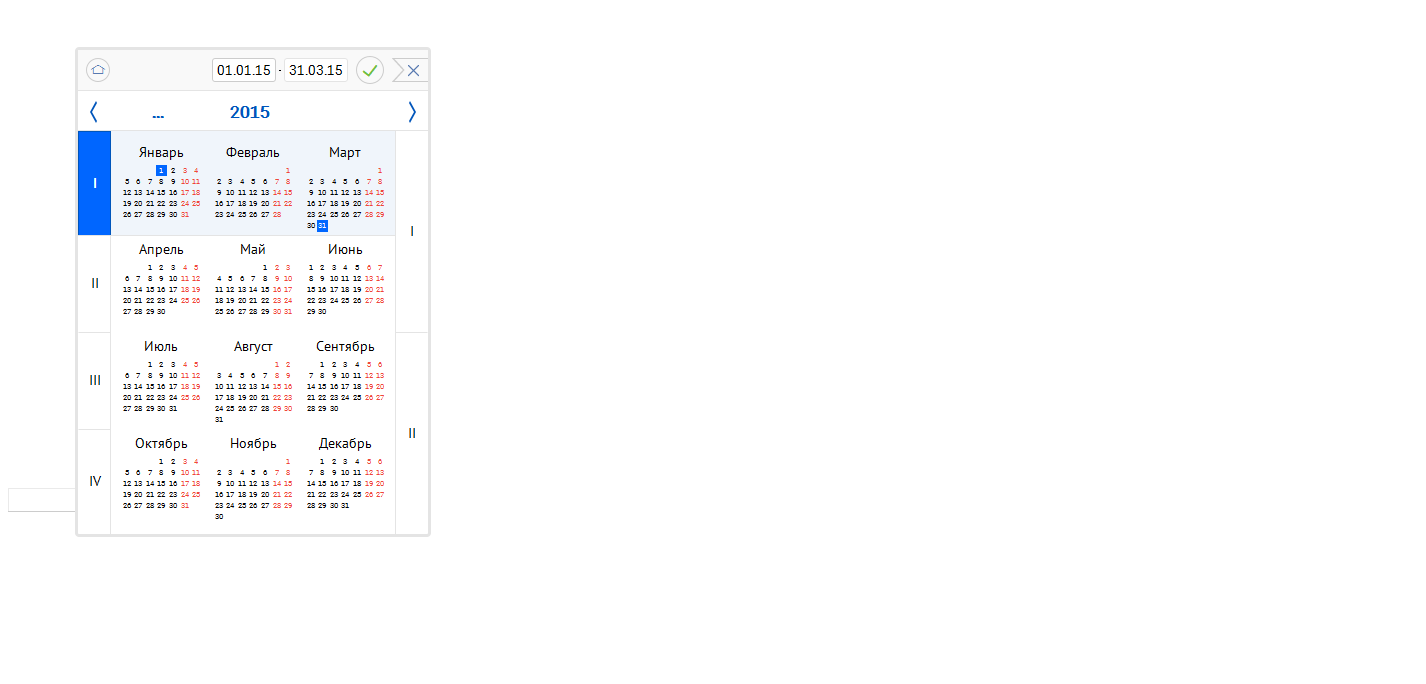 01.01.15 - 31.03.15
... 2015
Январь Февраль Март
1 2 3 4 1 1
5 6 7 8 9 10 11 2 3 4 5 6 7 8 2 3 4 5 6 7 8
12 13 14 15 16 17 18 9 10 11 12 13 14 15 9 10 11 12 13 14 15
I
19 20 21 22 23 24 25 16 17 18 19 20 21 22 16 17 18 19 20 21 22
26 27 28 29 30 31 23 24 25 26 27 28 23 24 25 26 27 28 29
30 31
I
Апрель Май Июнь
1 2 3 4 5 1 2 3 1 2 3 4 5 6 7
6 7 8 9 10 11 12 4 5 6 7 8 9 10 8 9 10 11 12 13 14
II
13 14 15 16 17 18 19 11 12 13 14 15 16 17 15 16 17 18 19 20 21
20 21 22 23 24 25 26 18 19 20 21 22 23 24 22 23 24 25 26 27 28
27 28 29 30 25 26 27 28 29 30 31 29 30
Июль Август Сентябрь
1 2 3 4 5 1 2 1 2 3 4 5 6
6 7 8 9 10 11 12 3 4 5 6 7 8 9 7 8 9 10 11 12 13
III
13 14 15 16 17 18 19 10 11 12 13 14 15 16 14 15 16 17 18 19 20
20 21 22 23 24 25 26 17 18 19 20 21 22 23 21 22 23 24 25 26 27
27 28 29 30 31 24 25 26 27 28 29 30 28 29 30
31
II
Октябрь Ноябрь Декабрь
1 2 3 4 1 1 2 3 4 5 6
5 6 7 8 9 10 11 2 3 4 5 6 7 8 7 8 9 10 11 12 13
IV
12 13 14 15 16 17 18 9 10 11 12 13 14 15 14 15 16 17 18 19 20
19 20 21 22 23 24 25 16 17 18 19 20 21 22 21 22 23 24 25 26 27
26 27 28 29 30 31 23 24 25 26 27 28 29 28 29 30 31
30